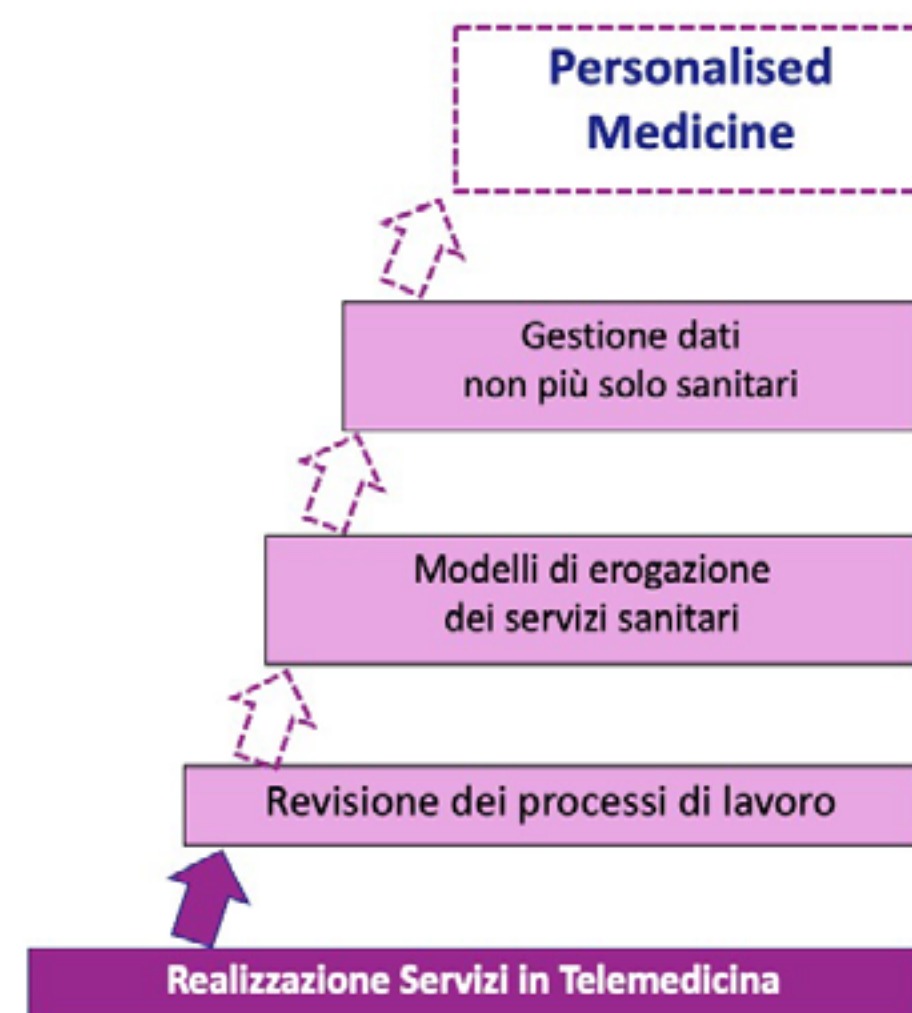 Personalised
Medicine
Gestione dati
non più solo sanitari
Modelli di erogazione
dei servizi sanitari
Revisione dei processi di lavoro
Realizzazione Servizi in Telemedicina